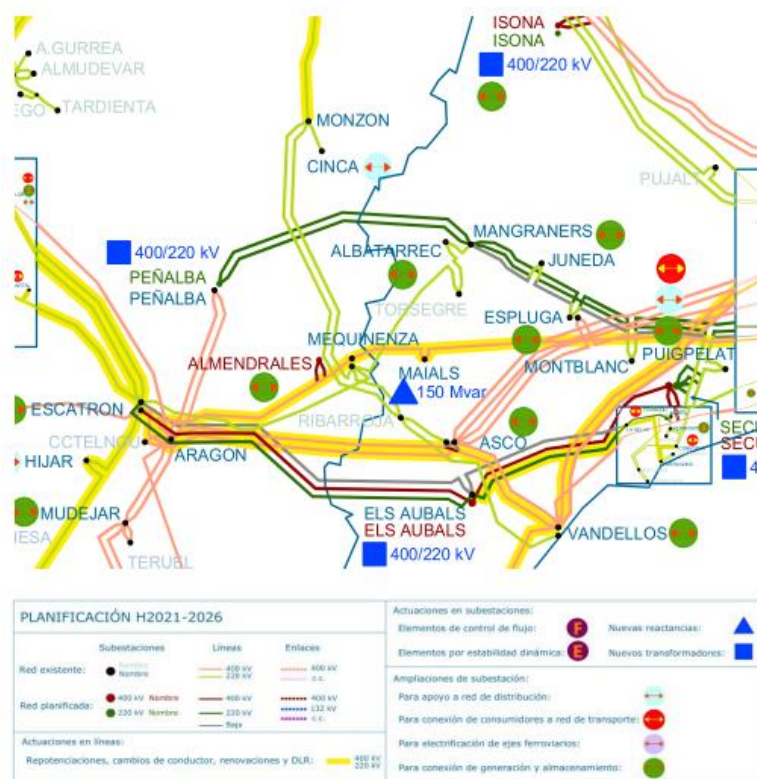 ISONA
ISONA
400/220 kV
A.GURREA
ALMUDEVAR
EGO
TARDIENTA
MONZON
CINCA
PUJALT
400/220 kV
PEÑALBA
PEÑALBA
MANGRANERS
ALBATARREC
JUNEDA
TORSEGRE
ESPLUGA
MEQUINENZA
PUIGPELAT
ALMENDRALES
MAIALS
MONTBLANC
150 Mvar
ESCATRON
RIBARROJA
CCTELNOU
ASCO
SECU
SECU
HIJAR
ARAGON
4
ELS AUBALS
ELS AUBALS
MUDEJAR
VANDELLOS
IESA
400/220 kV
TERUEL
PLANIFICACIÓN H2021-2026
Subestaciones
Líneas
Enlaces
Red existente:
Nombre
Nombre
400 kV
220 kV
400 kV
c.c.
Red planificada:
400 kV Nombre
220 kV Nombre
400 kV
220 kV
Baja
400 kV
132 kV
c.c.
Actuaciones en líneas:
Repotenciaciones, cambios de conductor, renovaciones y DLR:
400 kV
220 kV
Actuaciones en subestaciones:
Elementos de control de flujo:
F
Nuevas reactancias:
Elementos por estabilidad dinámica:
E
Nuevos transformadores:
Ampliaciones de subestación:
Para apoyo a red de distribución:
Para conexión de consumidores a red de transporte:
Para electrificación de ejes ferroviarios:
Para conexión de generación y almacenamiento: